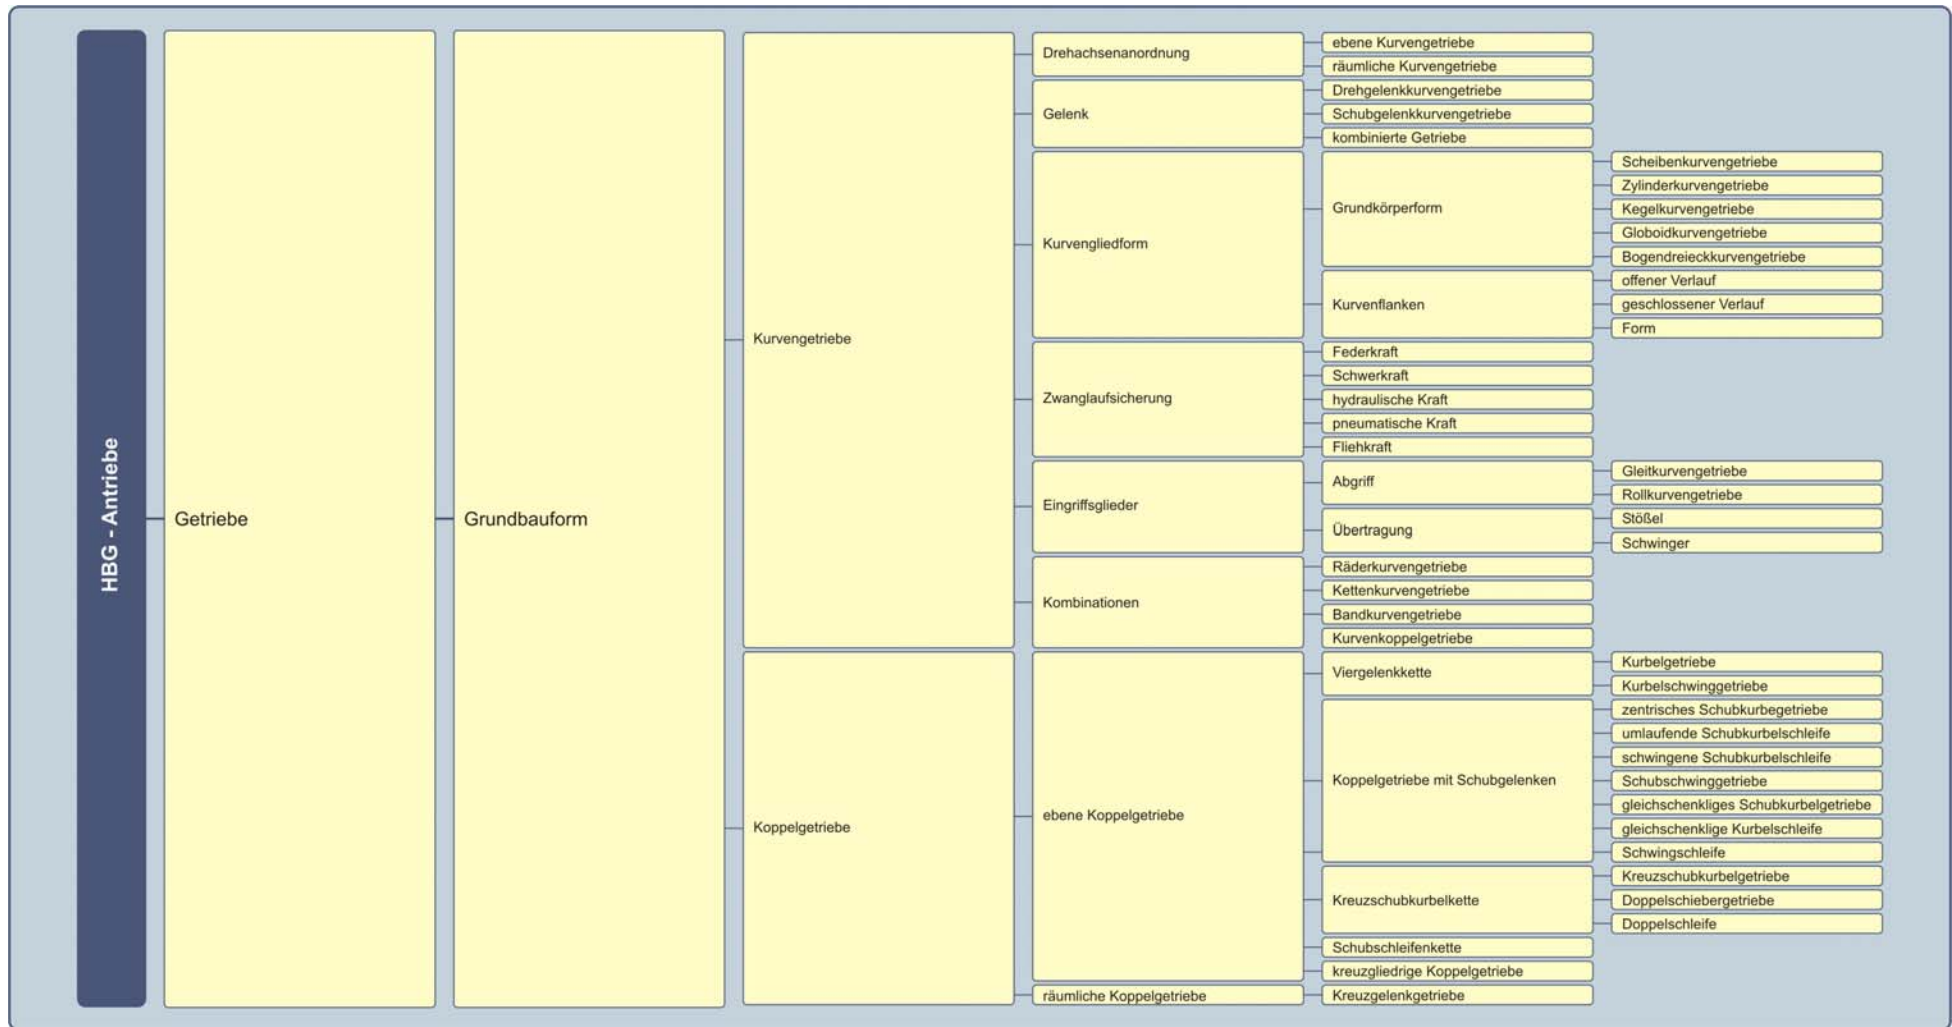 HBG - Antriebe
Getriebe
Grundbauform
Kurvengetriebe
Drehachsenanordnung
ebene Kurvengetriebe
räumliche Kurvengetriebe
Gelenk
Drehgelenkkurvengetriebe
Schubgelenkkurvengetriebe
kombinierte Getriebe
Kurvengliedform
Grundkörperform
Scheibenkurvengetriebe
Zylinderkurvengetriebe
Kegelkurvengetriebe
Globoidkurvengetriebe
Bogendreieckkurvengetriebe
Kurvenflanken
offener Verlauf
geschlossener Verlauf
Form
Zwanglaufsicherung
Federkraft
Schwerkraft
hydraulische Kraft
pneumatische Kraft
Fliehkraft
Eingriffsglieder
Abgriff
Gleitkurvengetriebe
Rollkurvengetriebe
Übertragung
Stößel
Schwinger
Kombinationen
Räderkurvengetriebe
Kettenkurvengetriebe
Bandkurvengetriebe
Kurvenkoppelgetriebe
Koppelgetriebe
ebene Koppelgetriebe
Viergelenkkette
Kurbelgetriebe
Kurbelschwinggetriebe
Koppelgetriebe mit Schubgelenken
zentrisches Schubkurbegetriebe
umlaufende Schubkurbelschleife
schwingene Schubkurbelschleife
Schubschwinggetriebe
gleichschenkliges Schubkurbelgetriebe
gleichschenklige Kurbelschleife
Schwingschleife
Kreuzschubkurbelkette
Kreuzschubkurbelgetriebe
Doppelschiebergetriebe
Doppelschleife
Schubschleifenkette
kreuzgliedrige Koppelgetriebe
räumliche Koppelgetriebe
Kreuzgelenkgetriebe